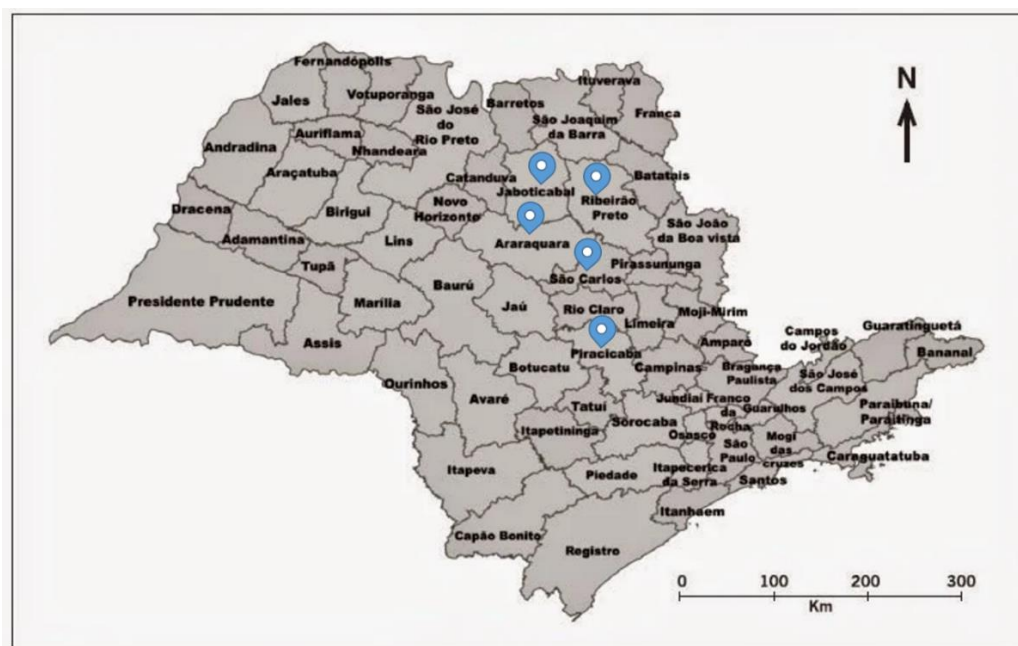 Fernandópolis
Jales
Votuporanga
São José
do
Rio Preto
Barretos
Ituverava
São Joaquim
da Barra
Franca
N
Andradina
Auriflama
Nhandeara
Araçatuba
Catanduva
Jaboticabal
Ribeirão
Preto
Batatais
Dracena
Birigui
Novo
Horizonte
Adamantina
Lins
Araraquara
São João
da Boa vista
Tupã
São Carlos
Pirassununga
Presidente Prudente
Marília
Baurú
Jaú
Rio Claro
Limeira
Moji-Mirim
Assis
Piracicaba
Amparo
Campos
do Jordão
Guaratinguetá
Bananal
Ourinhos
Botucatu
Campinas
Bragança
Paulista
São José
dos Campos
Avaré
Tatuí
Jundiaí
Franco
da
Rocha
Guarulhos
Paraibuna/
Paraitinga
Itapetininga
Sorocaba
Osasco
São
Paulo
Mogi
das
cruzes
Caraguatatuba
Itapeva
Piedade
Itapecerica
da Serra
Santos
Itanhaem
Capão Bonito
Registro
0 100 200 300
Km